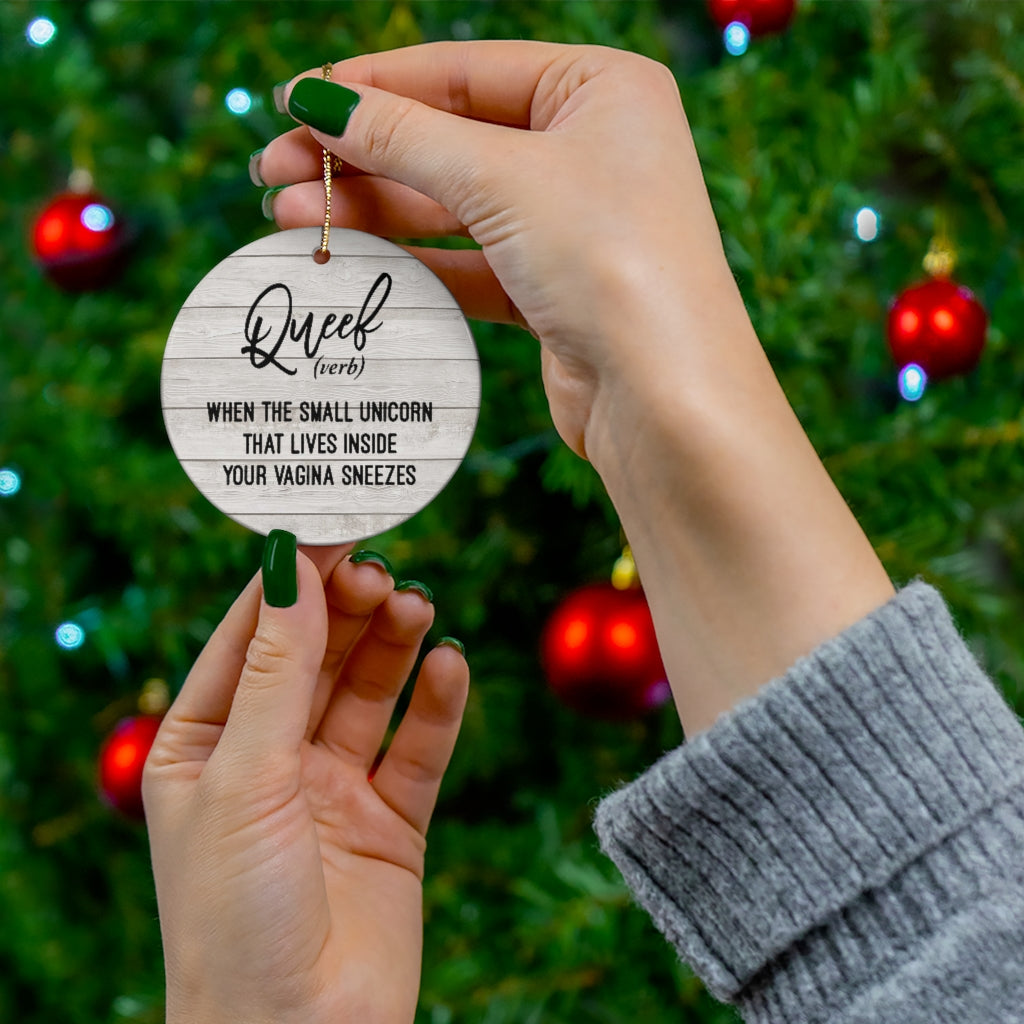 Queef
(verb)
WHEN THE SMALL UNICORN
THAT LIVES INSIDE
YOUR VAGINA SNEEZES